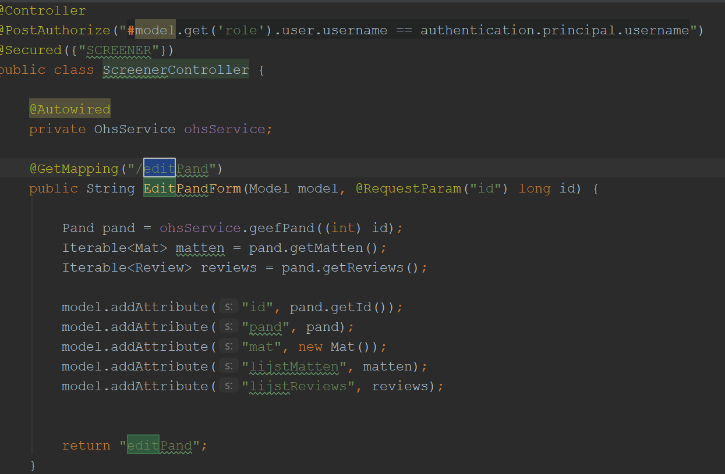 @Controller
@PostAuthorize("#model.get('role').user.username == authentication.principal.username")
@Secured({"SCREENER"})
public class ScreenerController {
@Autowired
private OhsService ohsService;
@GetMapping("/editPand")
public String EditPandForm(Model model, @RequestParam("id") long id) {
Pand pand = ohsService.geefPand((int) id);
Iterable<Mat> matten = pand.getMatten();
Iterable<Review> reviews = pand.getReviews();
model.addAttribute( s: "id", pand.getId());
model.addAttribute( s: "pand", pand);
model.addAttribute( s: "mat", new Mat());
model.addAttribute( s: "lijstMatten", matten);
model.addAttribute( s: "lijstReviews", reviews);
return "editPand";
}